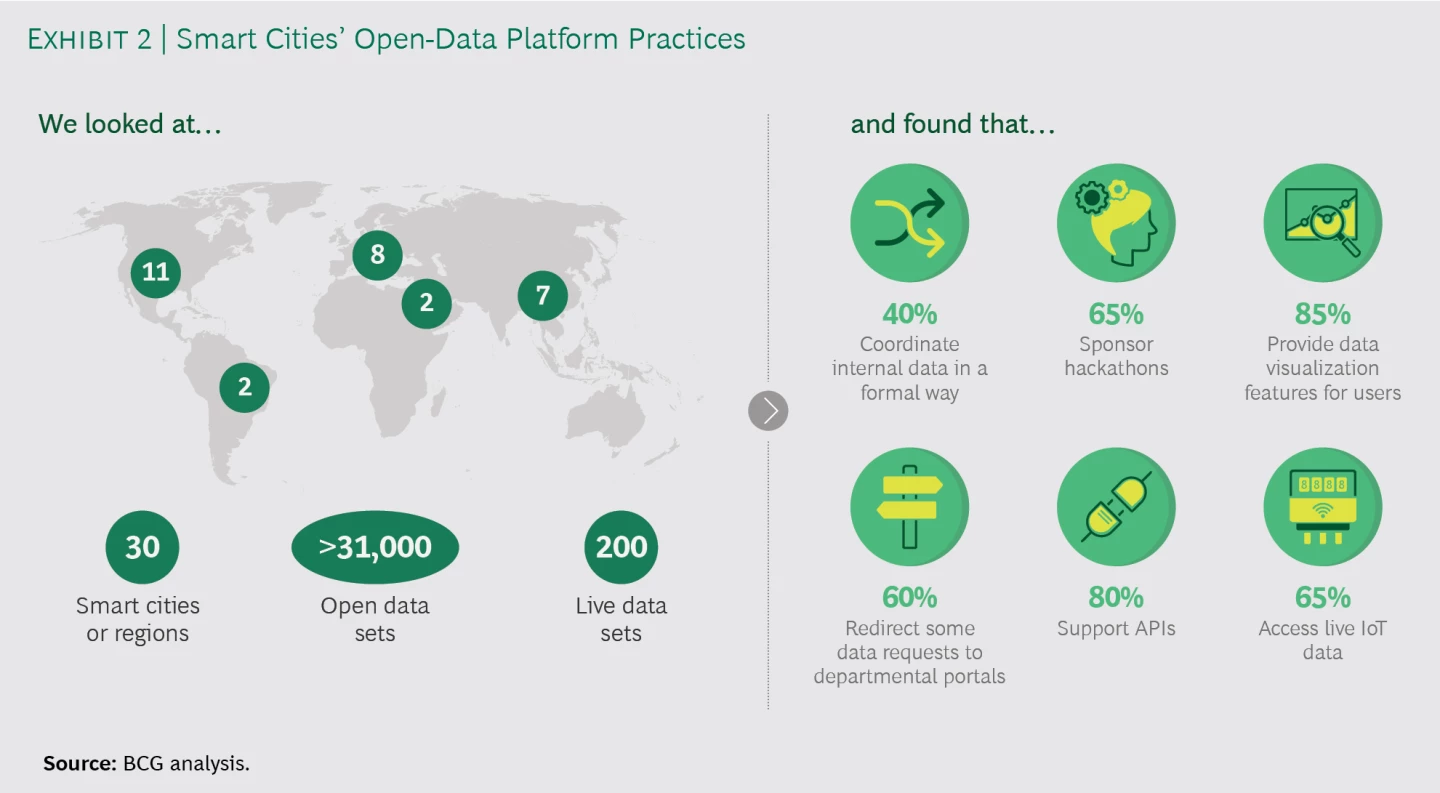 EXHIBIT 2 | Smart Cities' Open-Data Platform Practices
We looked at…
11
8
2
7
2
30
Smart cities
or regions
>31,000
Open data
sets
200
Live data
sets
and found that…
40%
Coordinate
internal data in a
formal way
65%
Sponsor
hackathons
85%
Provide data
visualization
features for users
60%
Redirect some
data requests to
departmental portals
80%
Support APIs
8888
65%
Access live IoT
data
Source: BCG analysis.